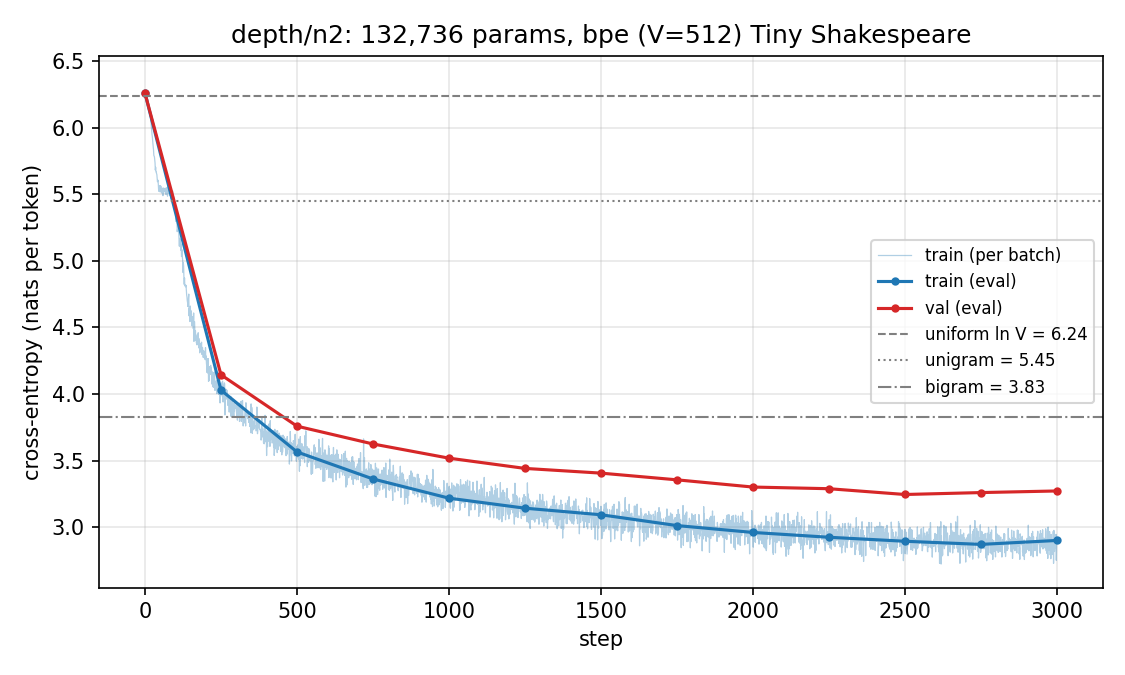 depth/n2: 132,736 params, bpe (V=512) Tiny Shakespeare
cross-entropy (nats per token)
6.5
6.0
5.5
5.0
4.5
4.0
3.5
3.0
train (per batch)
train (eval)
val (eval)
uniform ln V = 6.24
unigram = 5.45
bigram = 3.83
0 500 1000 1500 2000 2500 3000
step